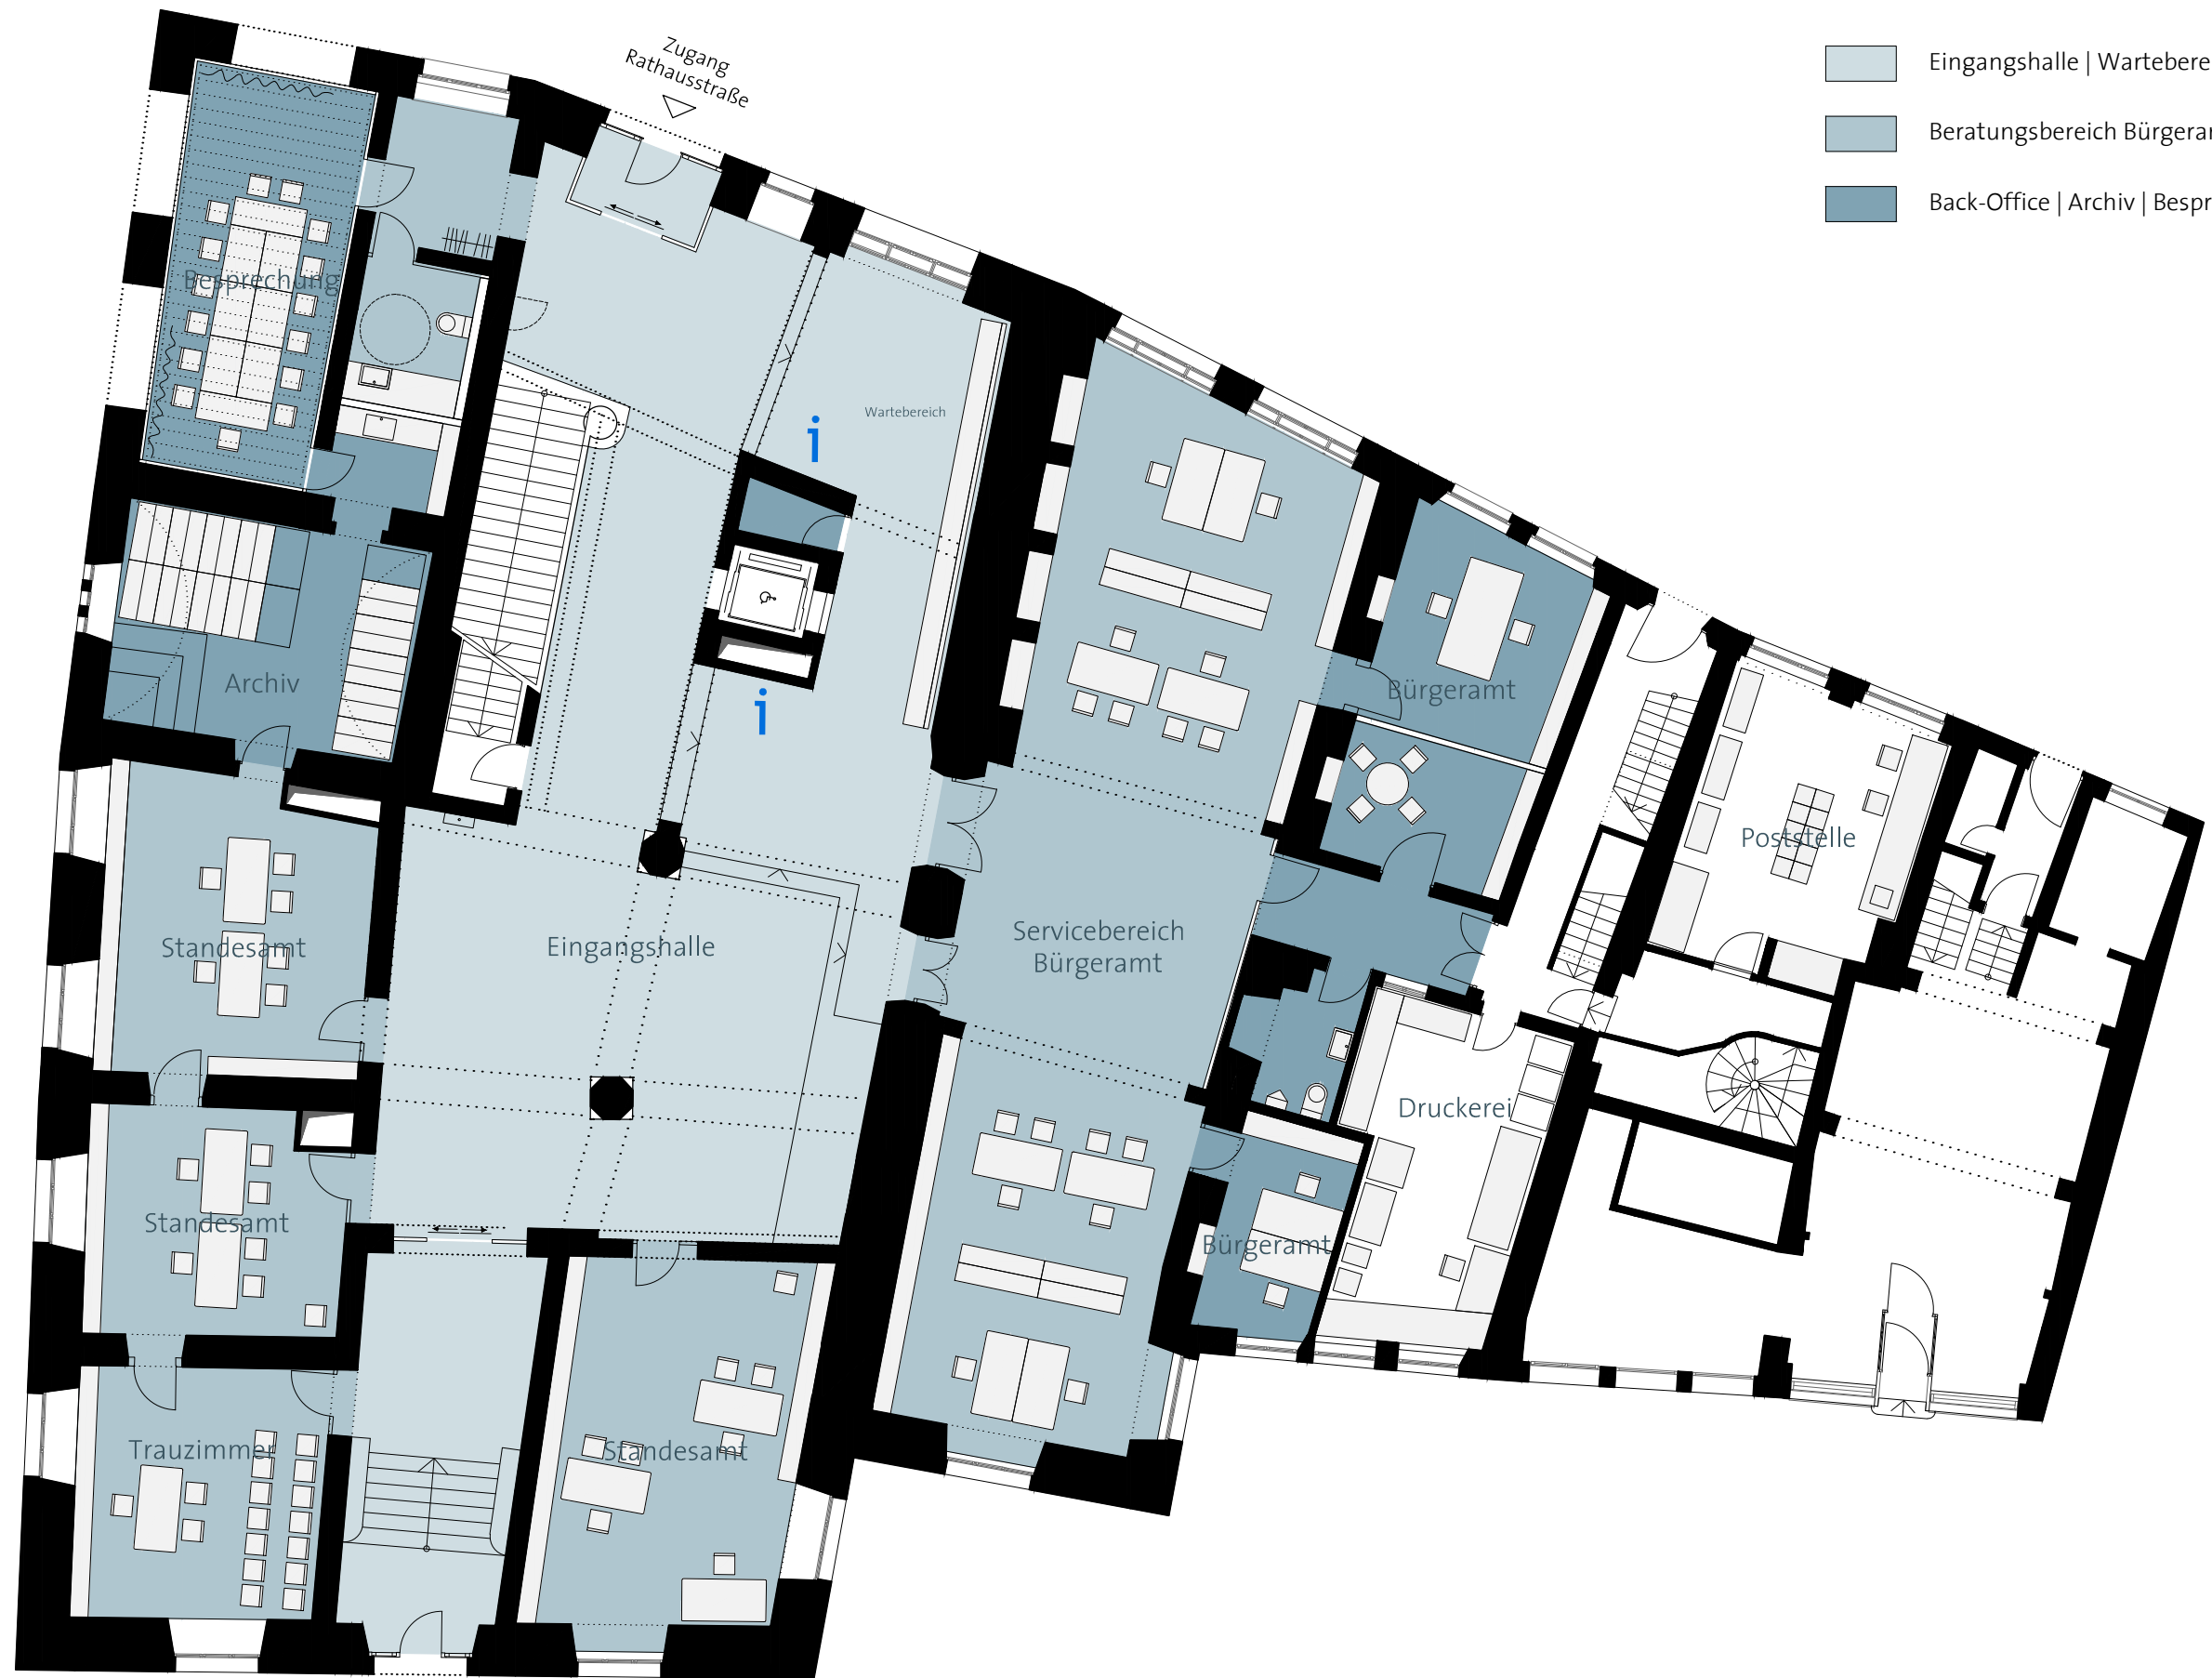 Zugang
Rathausstraße
Eingangshalle | Wartebere
Beratungsbereich Bürgera
Back-Office | Archiv | Bespr
Besprechung
Wartebereich
i
i
Archiv
Bürgeramt
Poststelle
Standesamt
Eingangshalle
Servicebereich
Bürgeramt
Druckerei
Standesamt
Bürgeramt
Trauzimmer
Standesamt